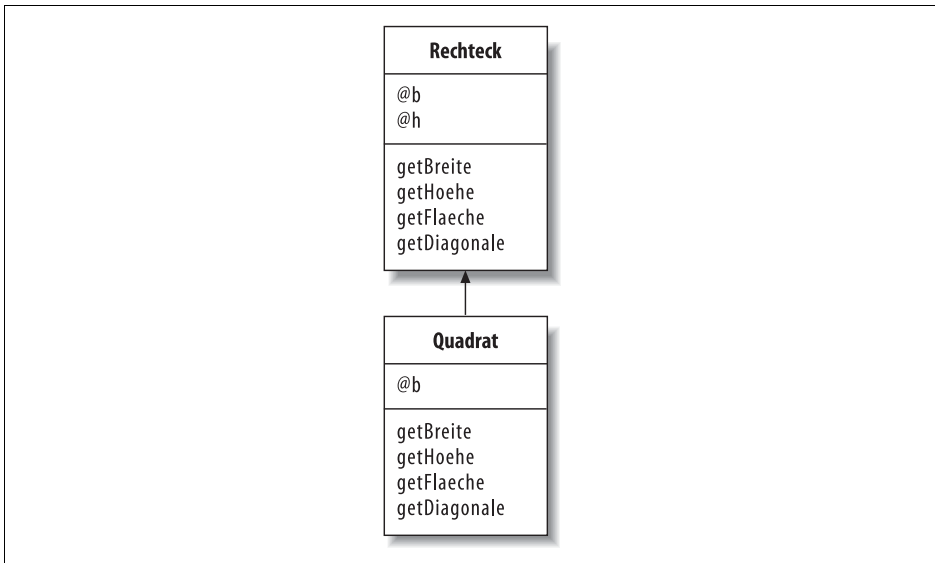 Rechteck
@b
@h
getBreite
getHoehe
getFlaeche
getDiagonale
Quadrat
@b
getBreite
getHoehe
getFlaeche
getDiagonale